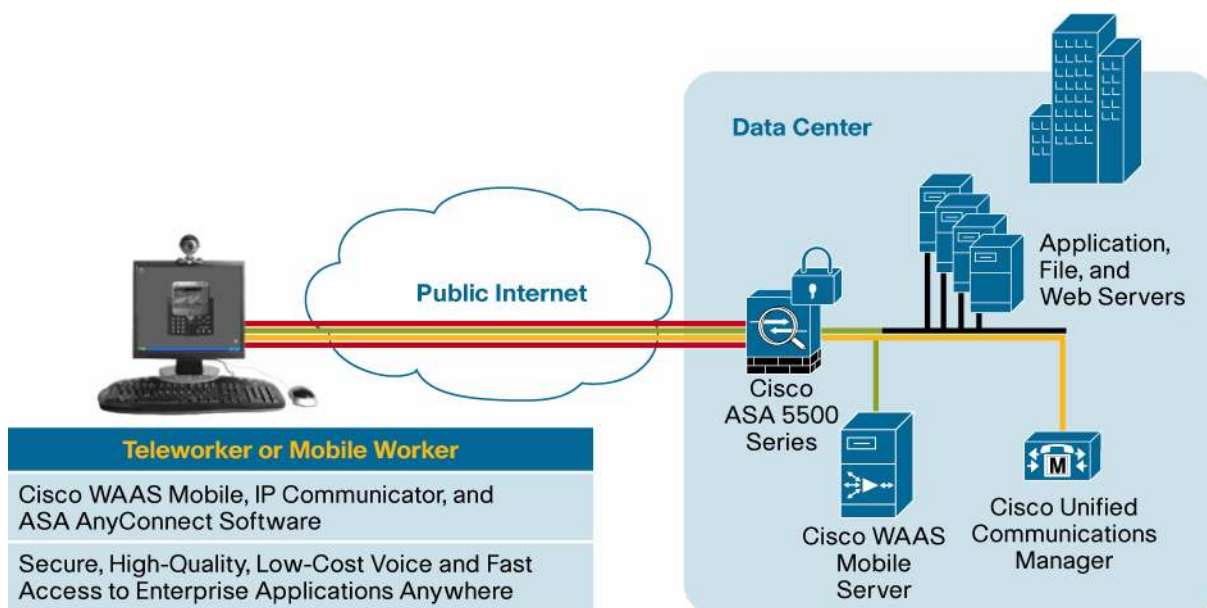 Data Center
Public Internet
Application,
File, and
Web Servers
Cisco
ASA 5500
Series
Cisco WAAS
Mobile
Server
M
Cisco Unified
Communications
Manager
Teleworker or Mobile Worker
Cisco WAAS Mobile, IP Communicator, and
ASA AnyConnect Software
Secure, High-Quality, Low-Cost Voice and Fast
Access to Enterprise Applications Anywhere